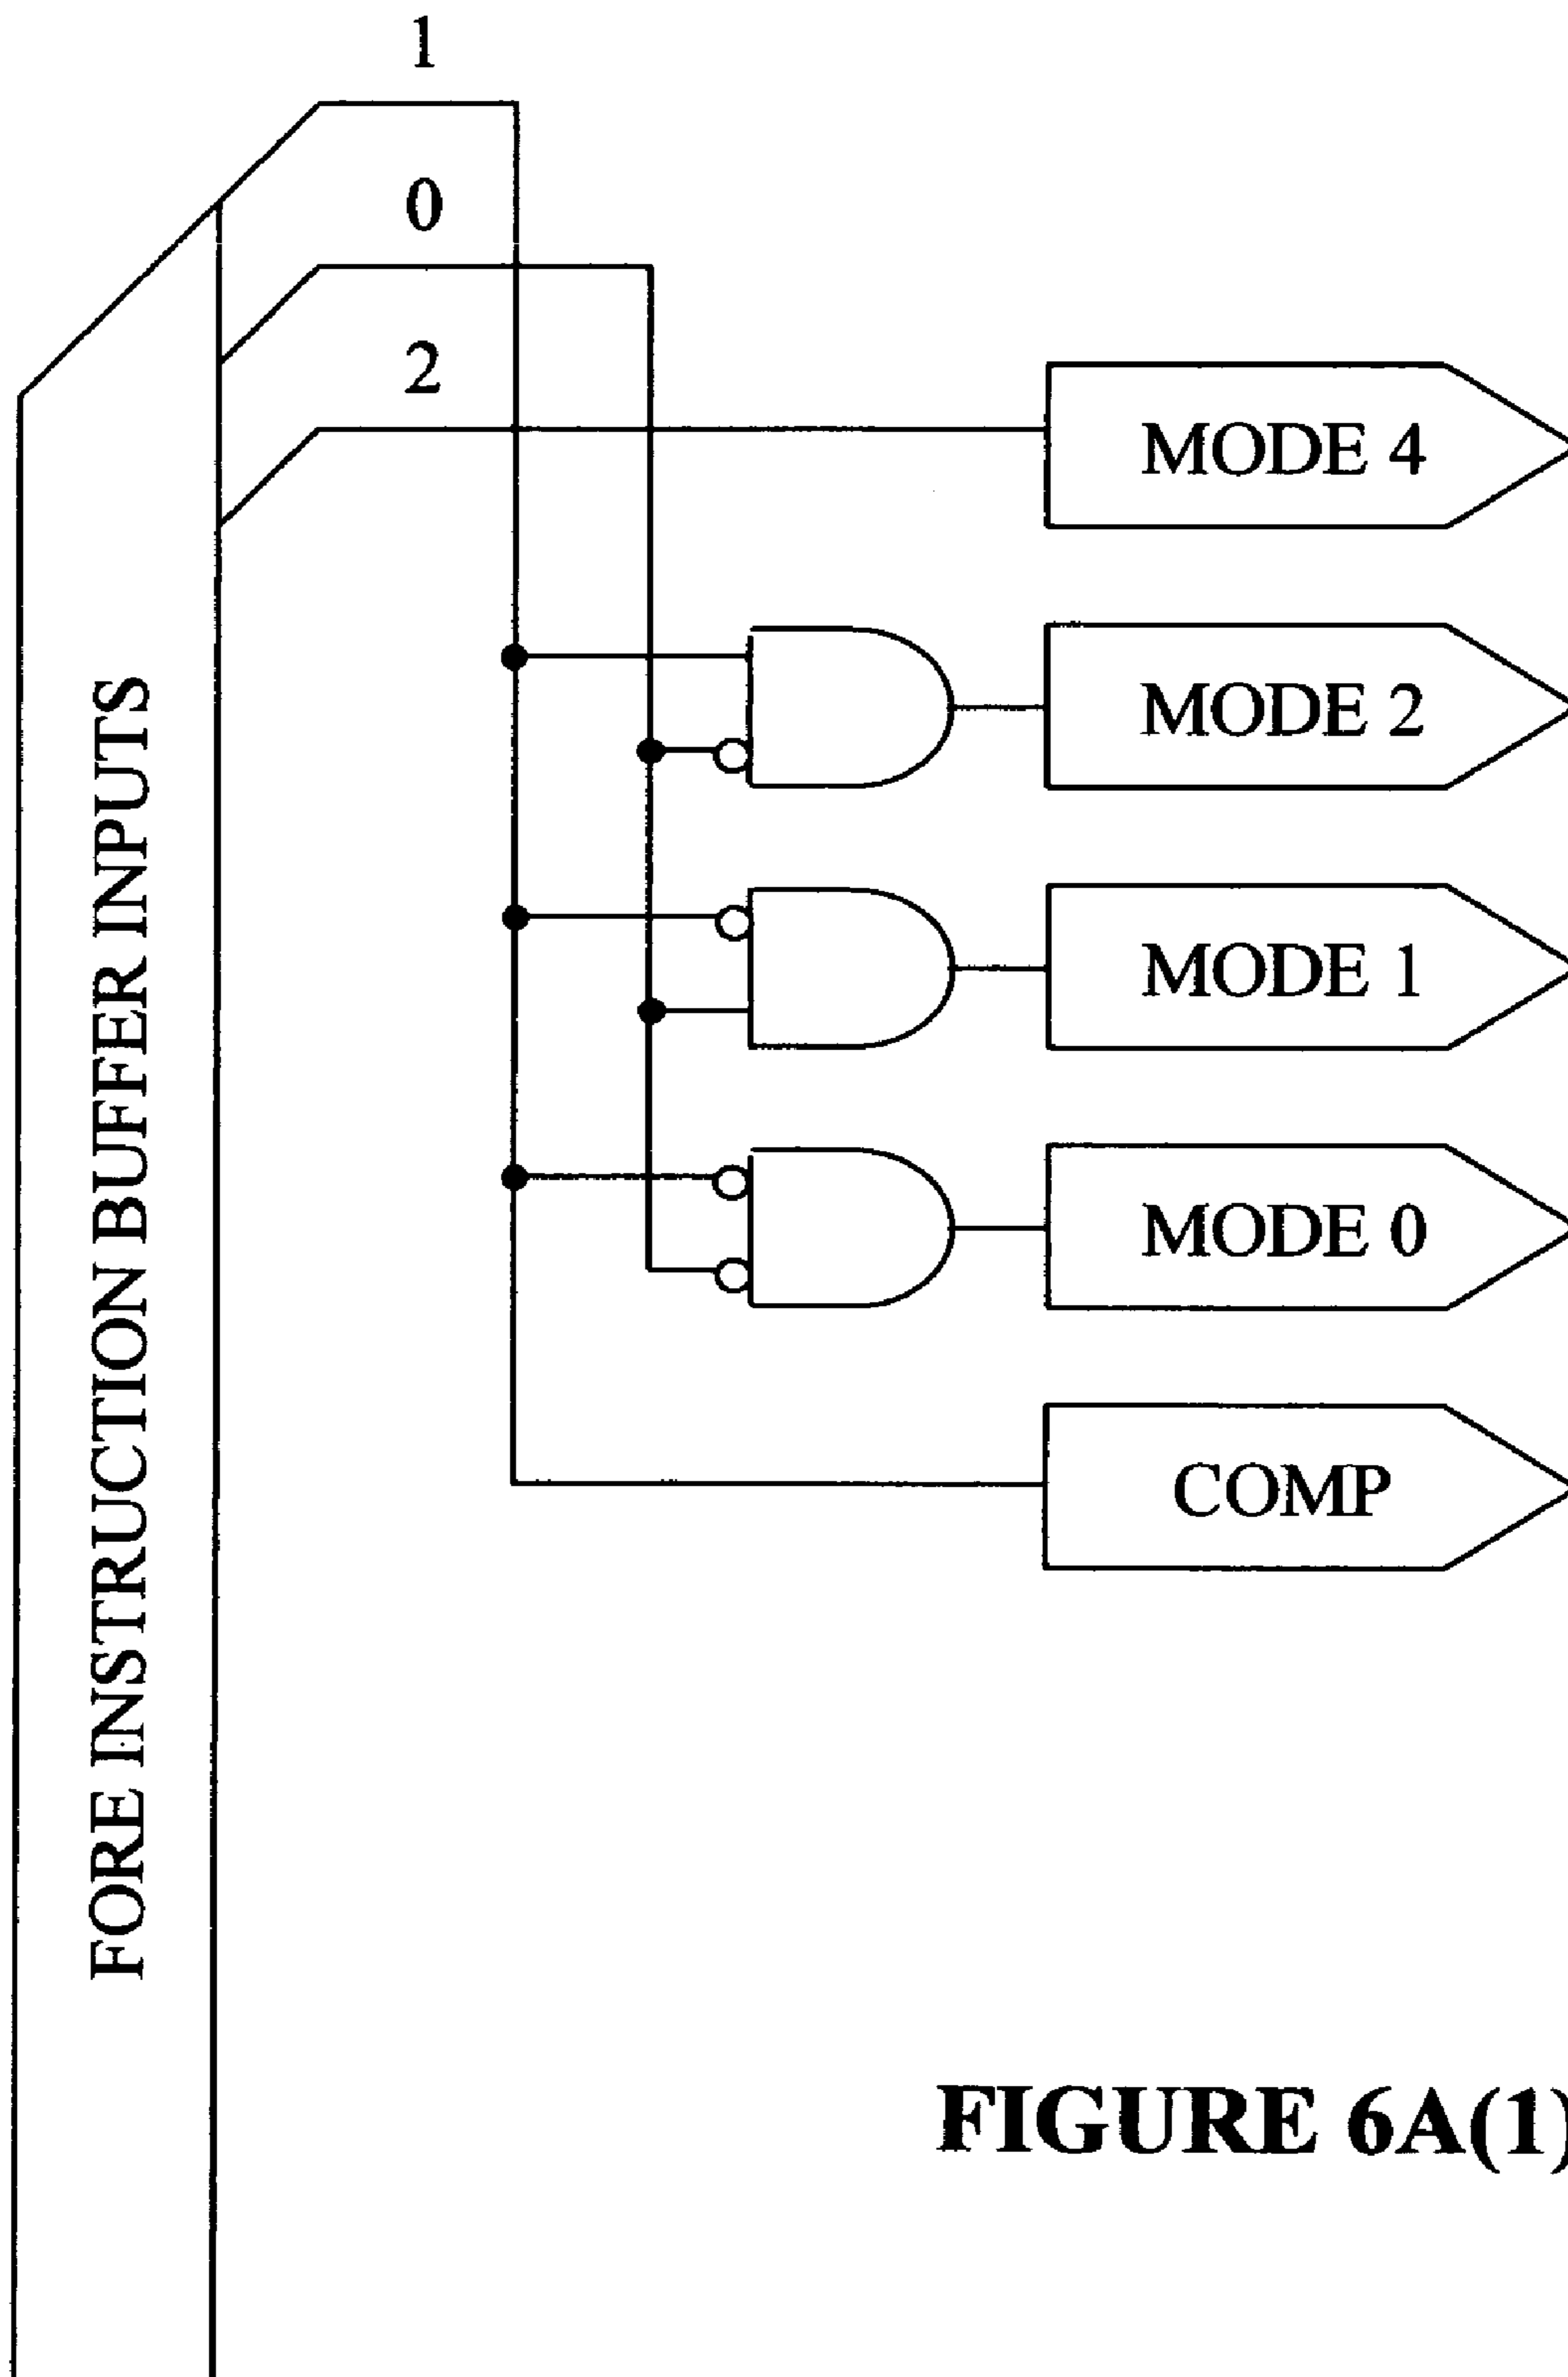 1
0
2
MODE 4
MODE 2
MODE 1
MODE 0
COMP
FORE INSTRUCTION BUFFER INPUTS
FIGURE 6A(1)